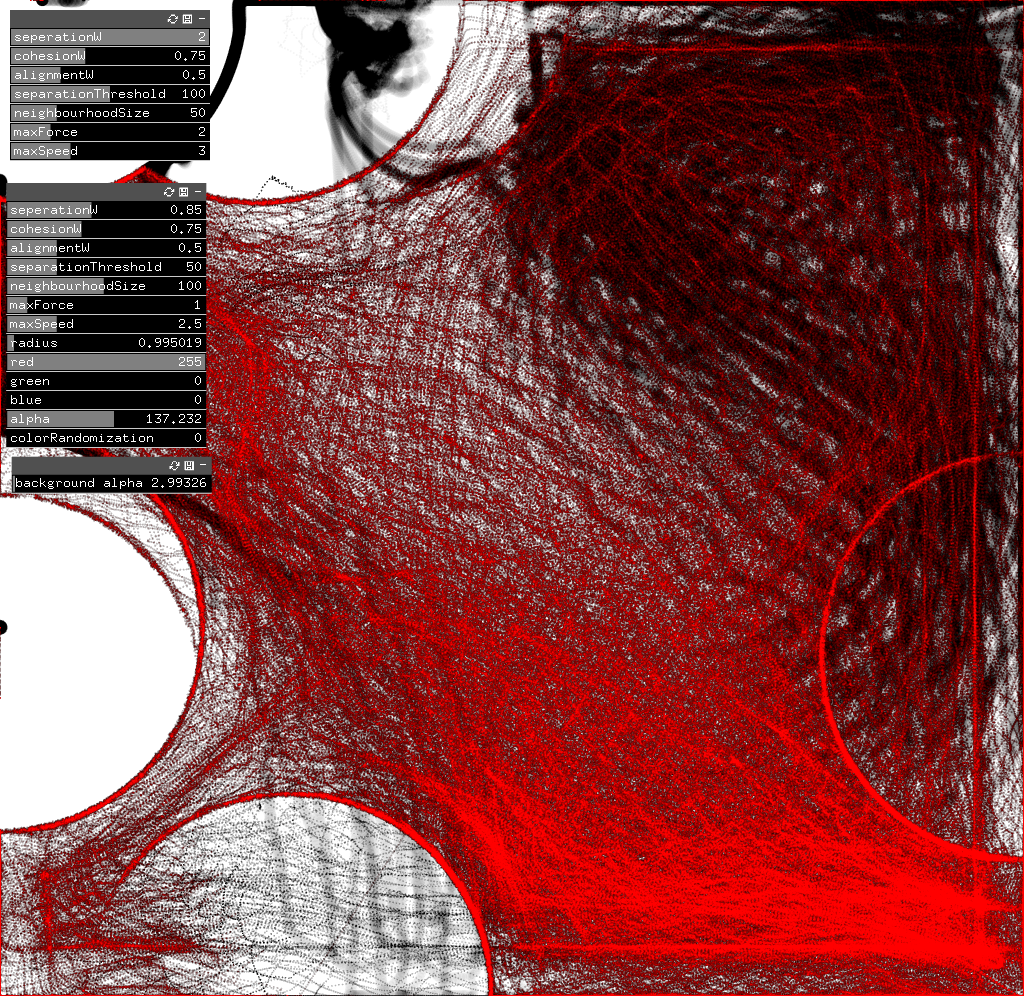 seperationW 2
cohesionW 0.75
alignmentW 0.5
separationThreshold 100
neighbourhoodSize 50
maxForce 2
maxSpeed 3
seperationW 0.85
cohesionW 0.75
alignmentW 0.5
separationThreshold 50
neighbourhoodSize 100
maxForce 1
maxSpeed 2.5
radius 0.995019
red 255
green 0
blue 0
alpha 137.232
colorRandomization 0
background alpha 2.99326